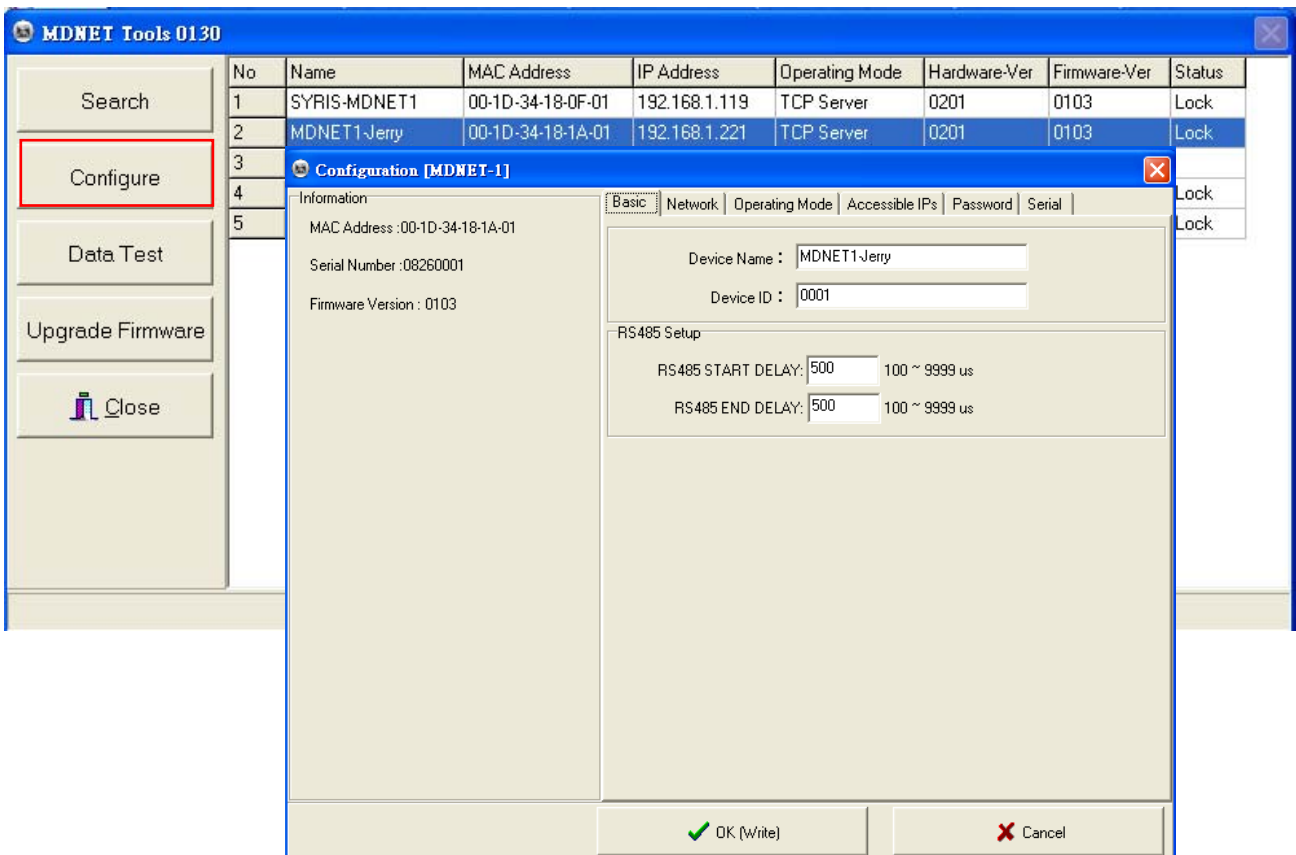 MDNET Tools 0130
Search
Configure
Data Test
Upgrade Firmware
Close
No Name MAC Address IP Address Operating Mode Hardware-Ver Firmware-Ver Status
1 SYRIS-MDNET1 00-1D-34-18-0F-01 192.168.1.119 TCP Server 0201 0103 Lock
2 MDNET1-Jerry 00-1D-34-18-1A-01 192.168.1.221 TCP Server 0201 0103 Lock
3
4 Lock
5 Lock
Configuration [MDNET-1]
Information
MAC Address :00-1D-34-18-1A-01
Serial Number :08260001
Firmware Version : 0103
Basic Network Operating Mode Accessible IPs Password Serial
Device Name : MDNET1-Jerry
Device ID : 0001
RS485 Setup
RS485 START DELAY: 500 100 ~ 9999 us
RS485 END DELAY: 500 100 ~ 9999 us
OK (Write) Cancel